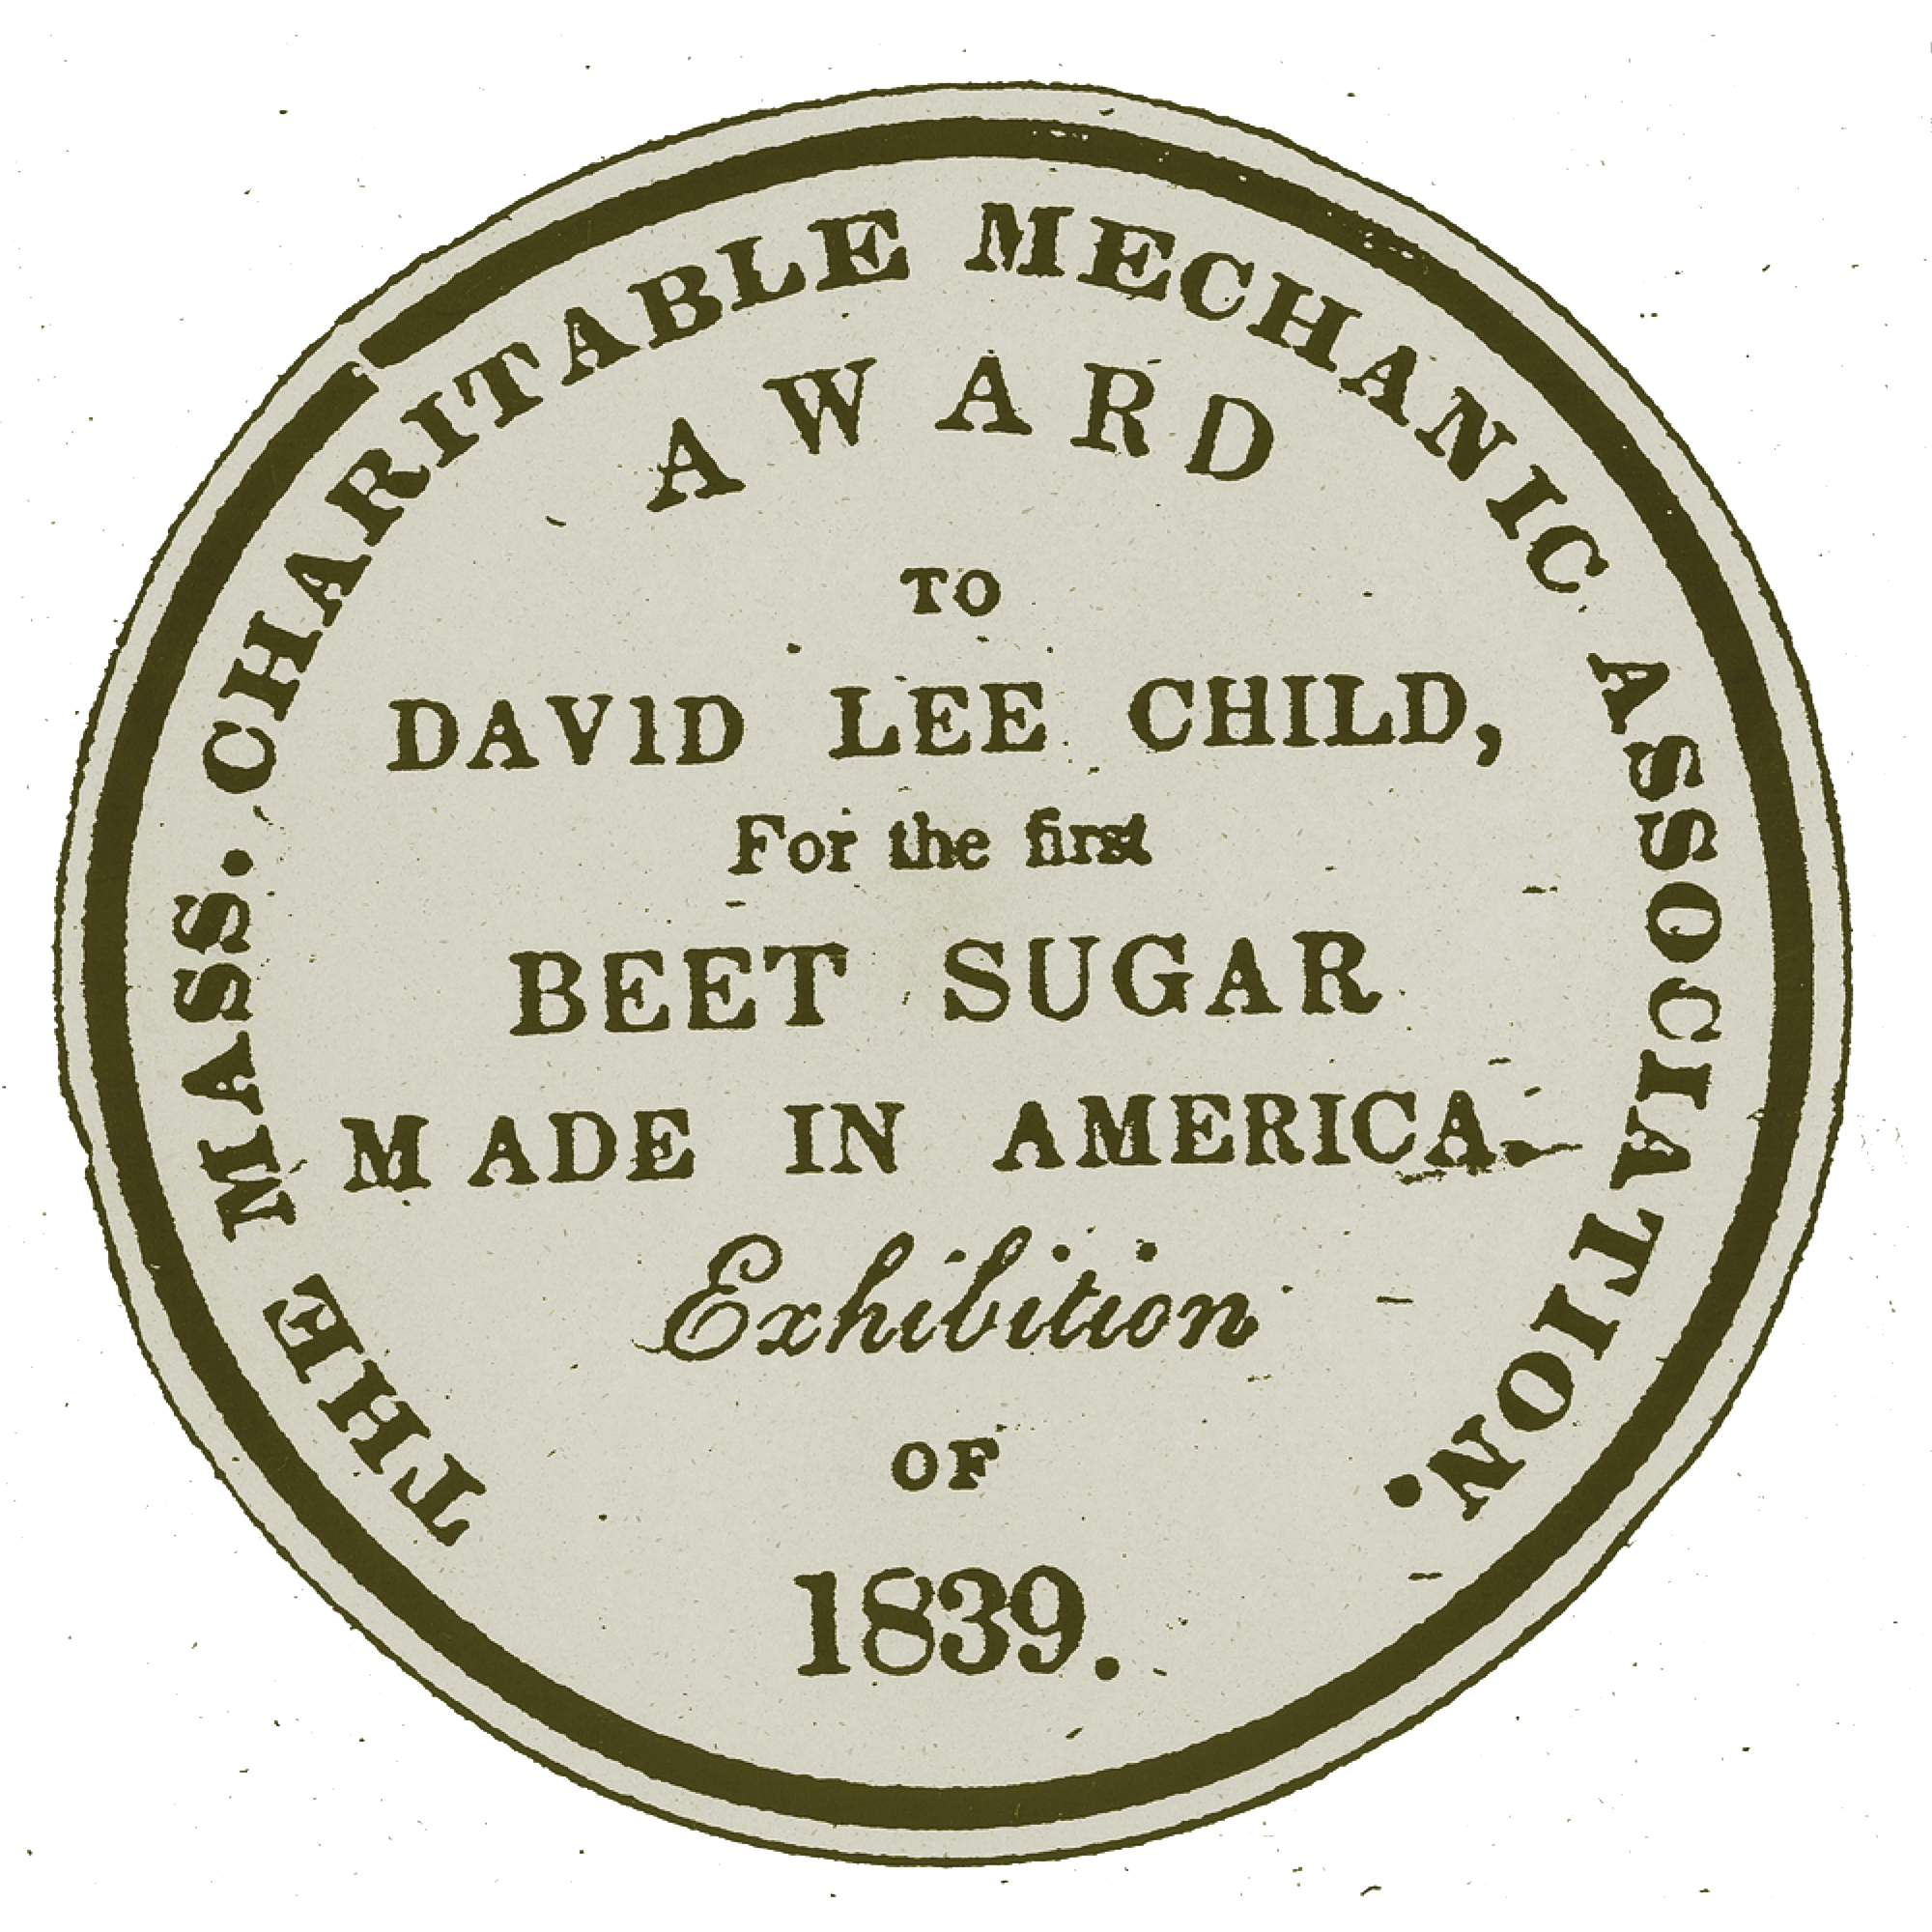 THE MASS. CHARITABLE MECHANIC ASSOCIATION.
AWARD
TO
DAVID LEE CHILD,
For the first
BEET SUGAR
MADE IN AMERICA.
Exhibition
OF
1839.